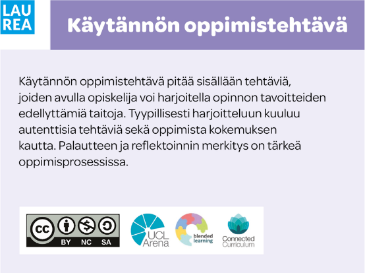 LAU
REA
Käytännön oppimistehtävä
Käytännön oppimistehtävä pitää sisällään tehtäviä,
joiden avulla opiskelija voi harjoitella opinnon tavoitteiden
edellyttämiä taitoja. Tyypillisesti harjoitteluun kuuluu
autenttisia tehtäviä sekä oppimista kokemuksen
kautta. Palautteen ja reflektoinnin merkitys on tärkeä
oppimisprosessissa.
cc
BY NC SA
UCL
Arena
blended
learning
Connected
Curriculum